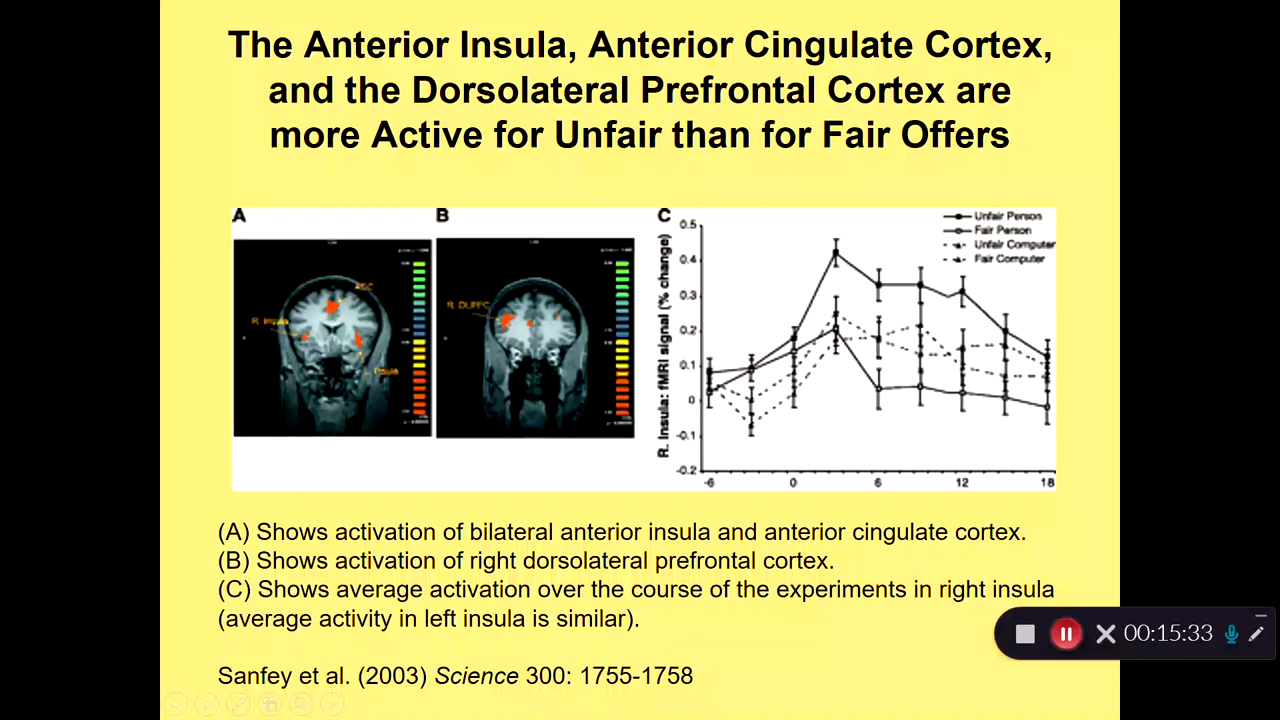 The Anterior Insula, Anterior Cingulate Cortex,
and the Dorsolateral Prefrontal Cortex are
more Active for Unfair than for Fair Offers
A
B
C
ACC
R. Insula
L. Insula
R. DLPFC
Unfair Person
Fair Person
Unfair Computer
Fair Computer
R. Insula: fMRI signal (% change)
0.5
0.4
0.3
0.2
0.1
0
-0.1
-0.2
-6
0
6
12
18
(A) Shows activation of bilateral anterior insula and anterior cingulate cortex.
(B) Shows activation of right dorsolateral prefrontal cortex.
(C) Shows average activation over the course of the experiments in right insula
(average activity in left insula is similar).
Sanfey et al. (2003) Science 300: 1755-1758
00:15:33